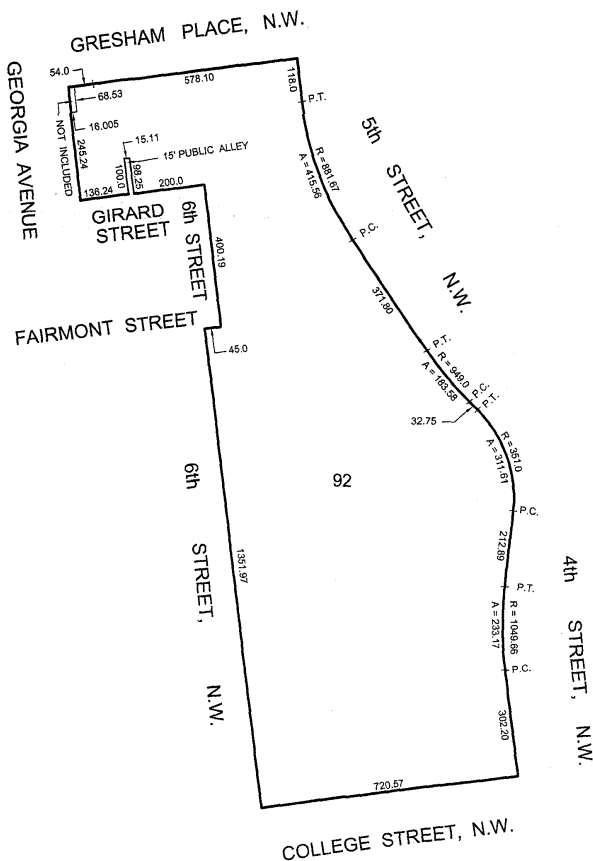 GRESHAM PLACE, N.W.
54.0
578.10
118.0
P.T.
GEORGIA AVENUE
68.53
NOT INCLUDED
16.005
245.24
15.11
15' PUBLIC ALLEY
100.0
98.25
136.24
200.0
GIRARD
STREET
5th STREET, N.W.
R = 881.67
A = 415.56
P.C.
6th STREET
400.19
371.80
FAIRMONT STREET
45.0
P.T.
R = 949.0
A = 183.58
P.C.
P.T.
32.75
R = 351.0
A = 311.61
92
6th STREET, N.W.
1351.97
P.C.
212.89
P.T.
R = 1049.66
A = 233.17
4th STREET, N.W.
P.C.
302.20
720.57
COLLEGE STREET, N.W.